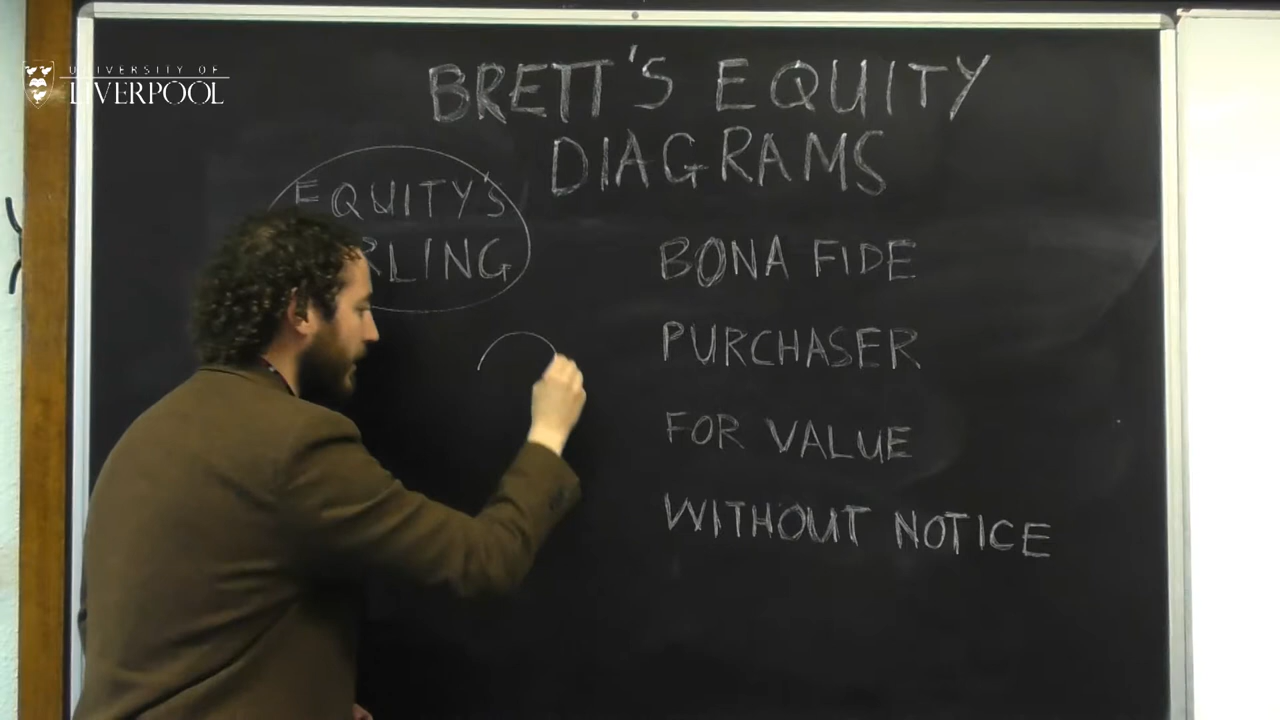 UNIVERSITY OF
LIVERPOOL
BRETT'S EQUITY
DIAGRAMS
EQUITY'S
BONA FIDE
PURCHASER
FOR VALUE
WITHOUT NOTICE